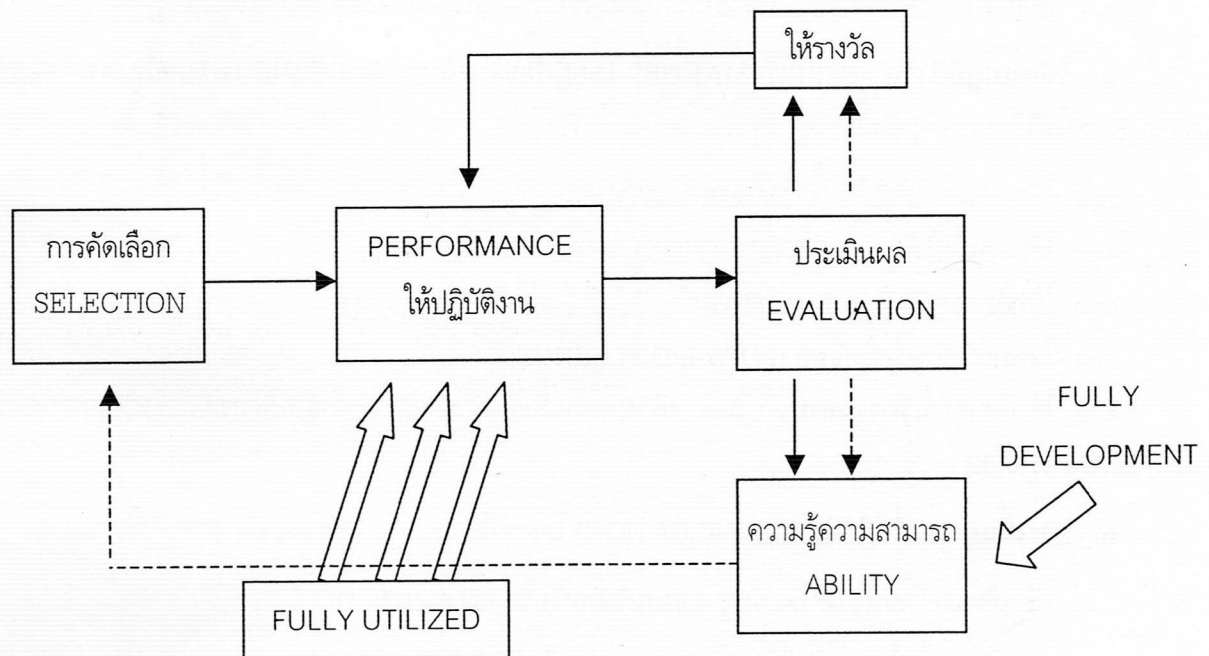 ให้รางวัล
การคัดเลือก
SELECTION
PERFORMANCE
ให้ปฏิบัติงาน
ประเมินผล
EVALUATION
FULLY
DEVELOPMENT
ความรู้ความสามารถ
ABILITY
FULLY UTILIZED